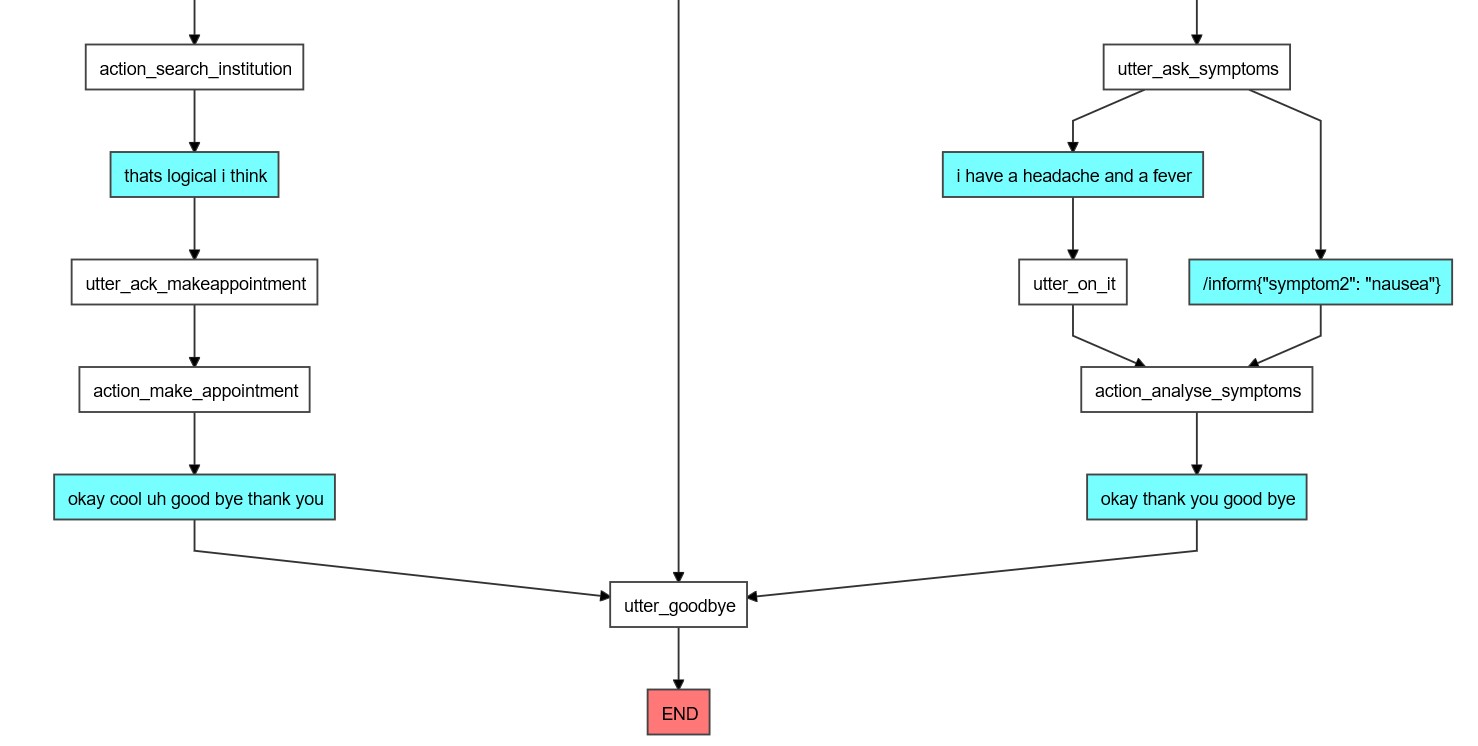 action_search_institution
utter_ask_symptoms
thats logical i think
i have a headache and a fever
utter_ack_makeappointment
utter_on_it
/inform{"symptom2": "nausea"}
action_make_appointment
action_analyse_symptoms
okay cool uh good bye thank you
okay thank you good bye
utter_goodbye
END